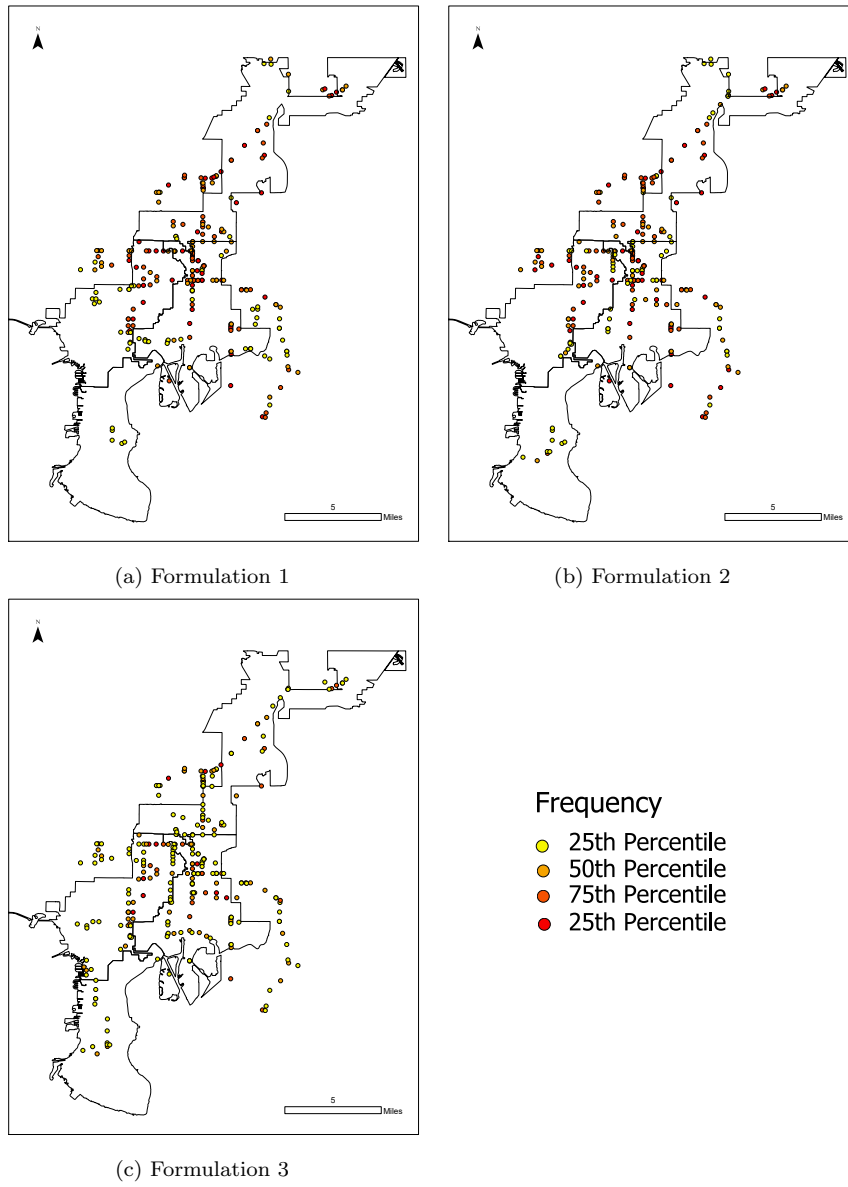 N
5
Miles
(a) Formulation 1
N
5
Miles
(b) Formulation 2
N
5
Miles
(c) Formulation 3
Frequency
25th Percentile
50th Percentile
75th Percentile
25th Percentile